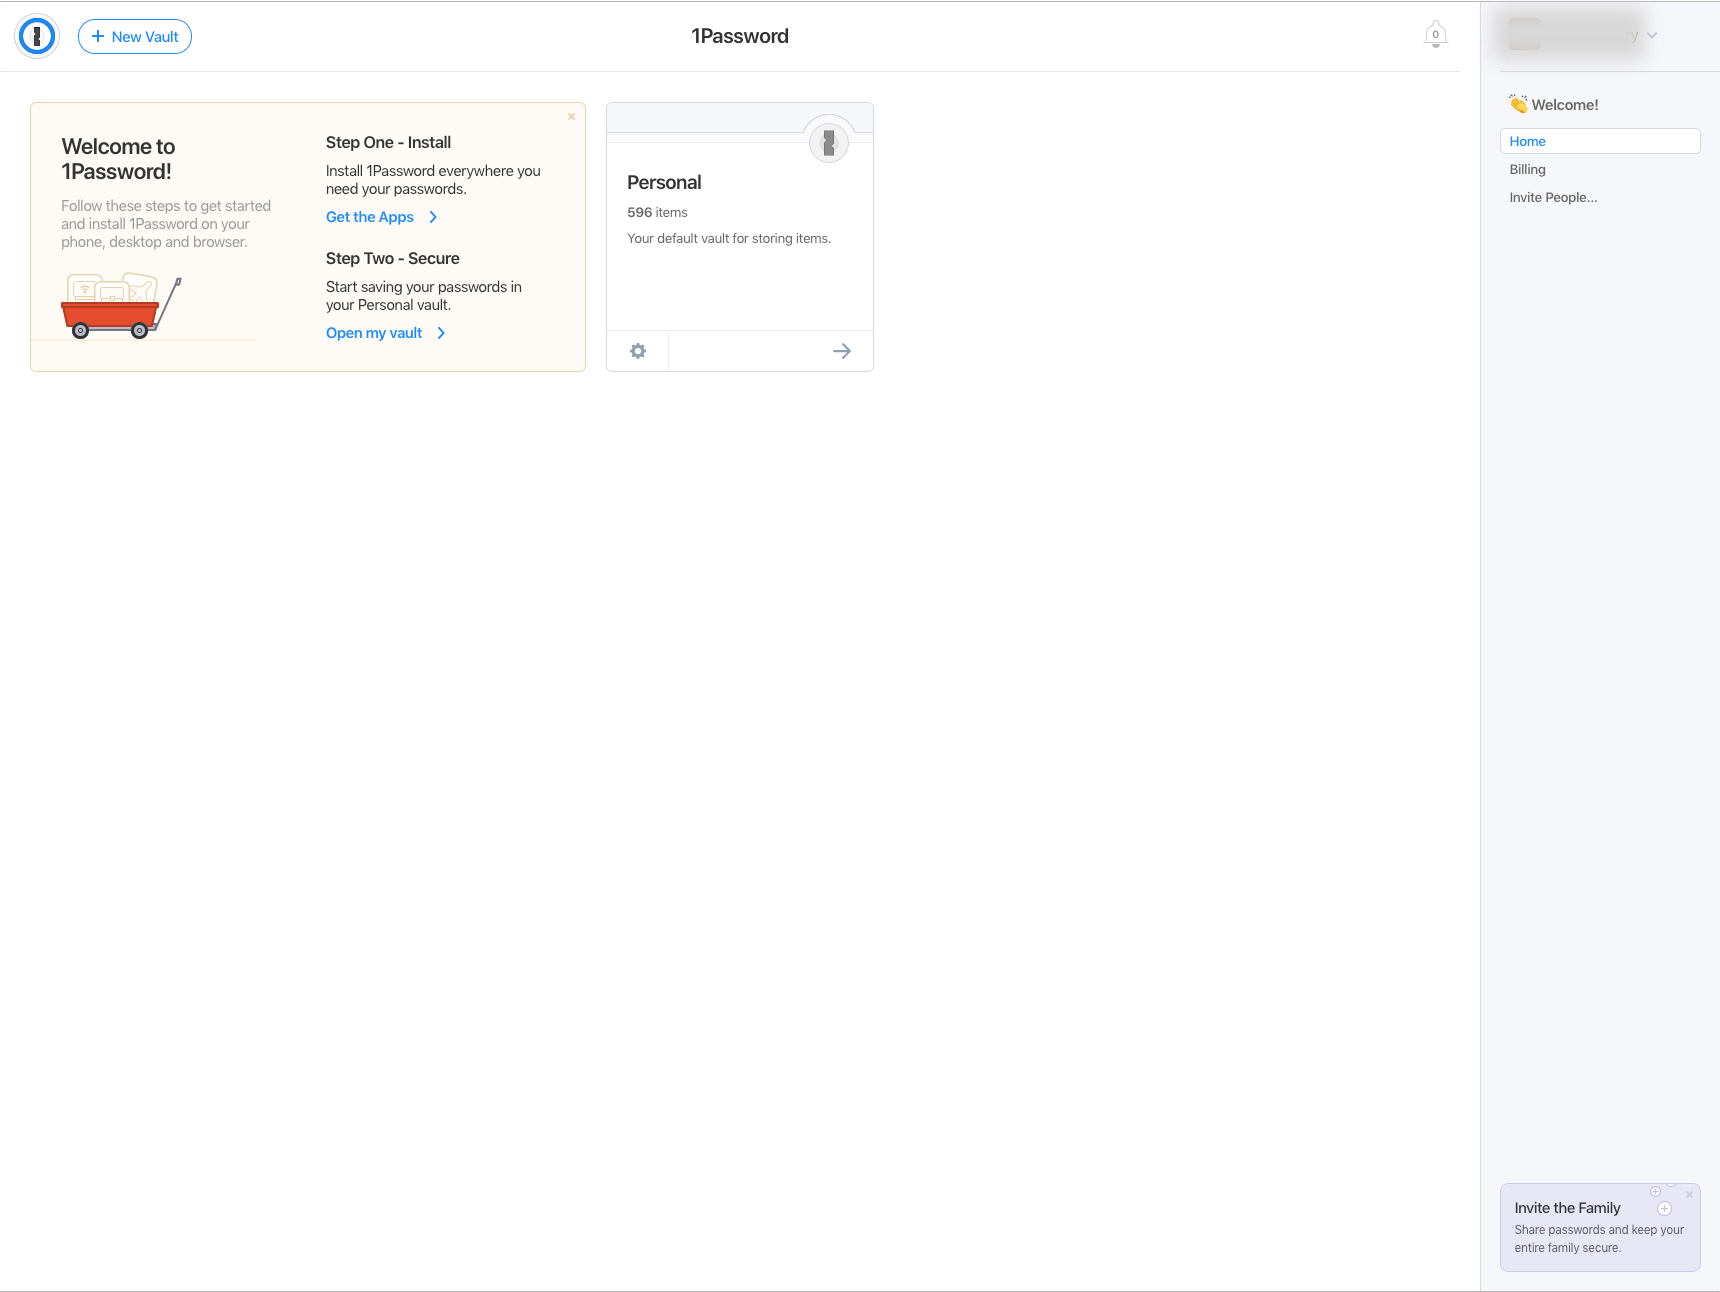 New Vault
1Password
0
Welcome to
1Password!
Follow these steps to get started
and install 1Password on your
phone, desktop and browser.
Step One - Install
Install 1Password everywhere you
need your passwords.
Get the Apps
Step Two - Secure
Start saving your passwords in
your Personal vault.
Open my vault
Personal
596 items
Your default vault for storing items.
👏 Welcome!
Home
Billing
Invite People...
Invite the Family
Share passwords and keep your
entire family secure.